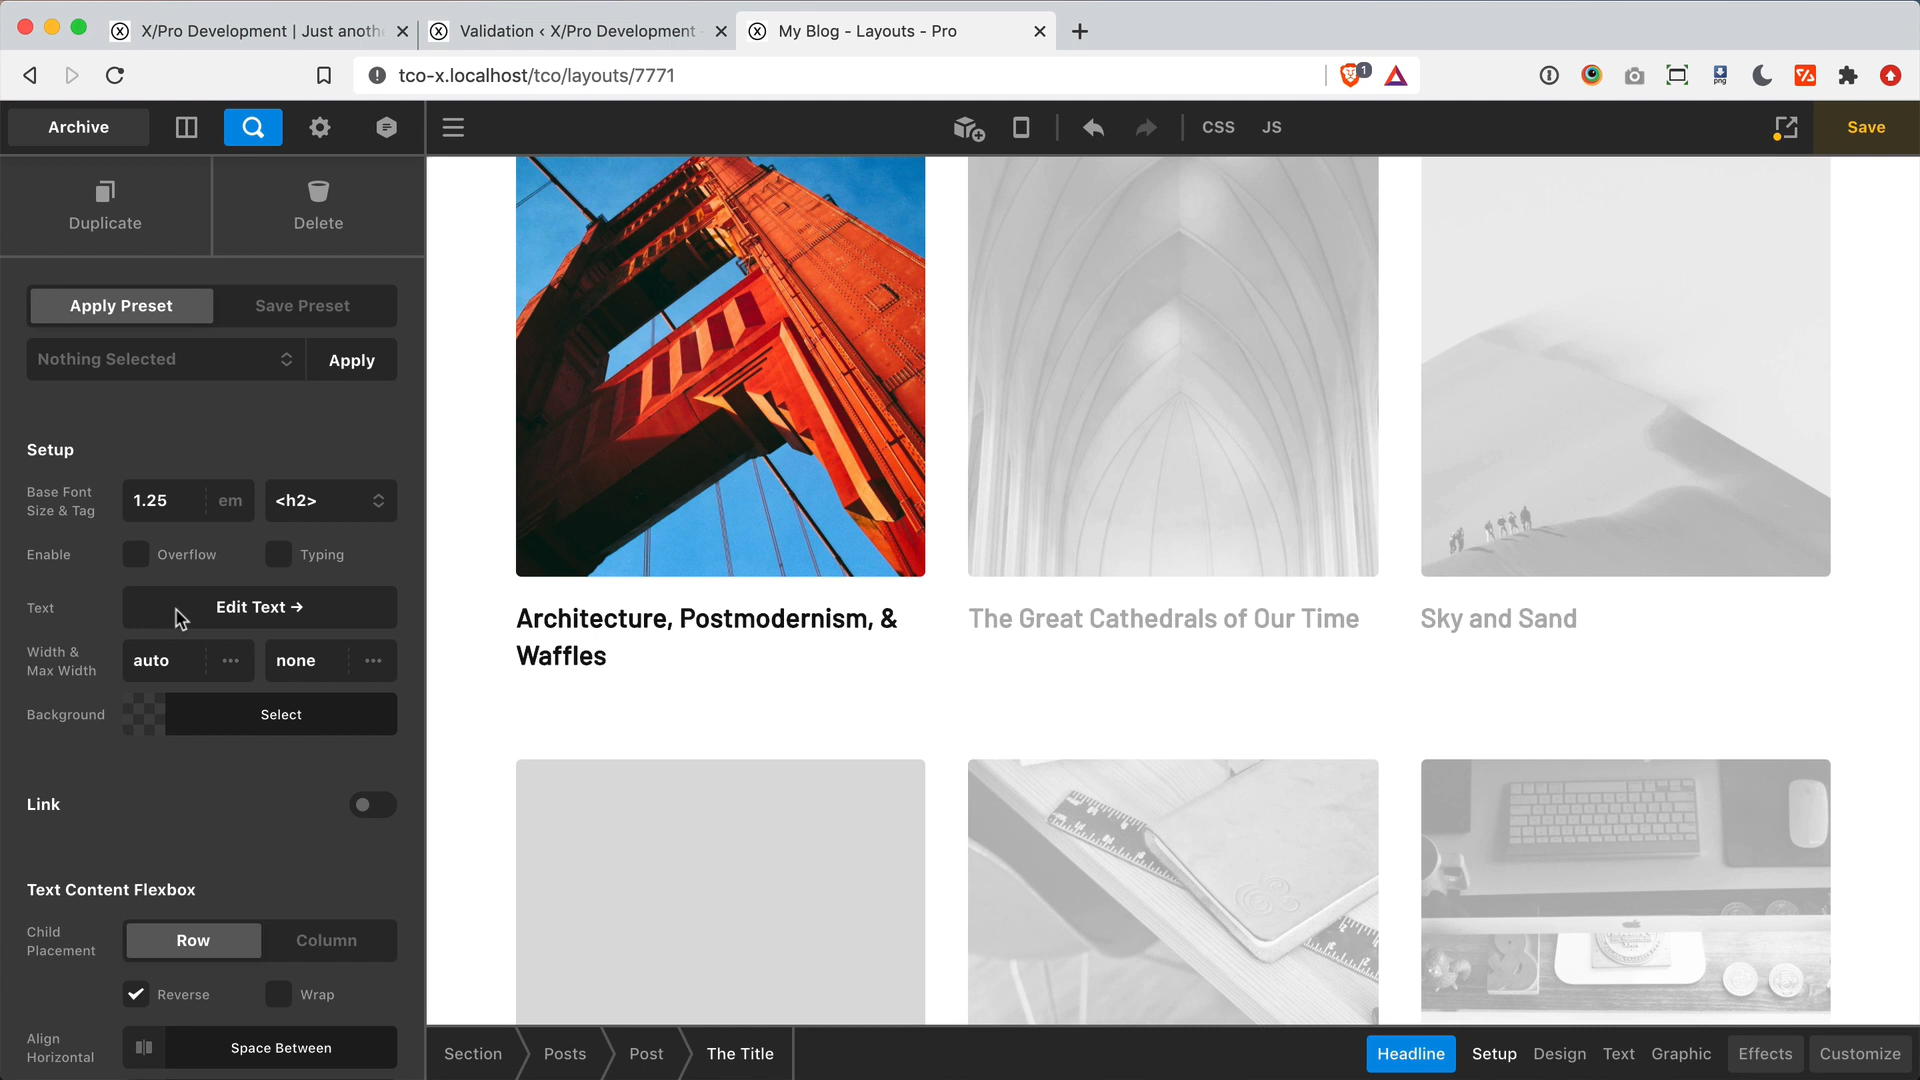 X/Pro Development | Just anoth
Validation ‹ X/Pro Development -
My Blog - Layouts - Pro
tco-x.localhost/tco/layouts/7771
1
png
Archive
CSS
JS
Save
Duplicate
Delete
Apply Preset
Save Preset
Nothing Selected
Apply
Setup
Base Font
Size & Tag
1.25
em
<h2>
Enable
Overflow
Typing
Text
Edit Text →
Width &
Max Width
auto
none
Background
Select
Link
Text Content Flexbox
Child
Placement
Row
Column
Reverse
Wrap
Align
Horizontal
Space Between
Architecture, Postmodernism, &
Waffles
The Great Cathedrals of Our Time
Sky and Sand
Section
Posts
Post
The Title
Headline
Setup
Design
Text
Graphic
Effects
Customize